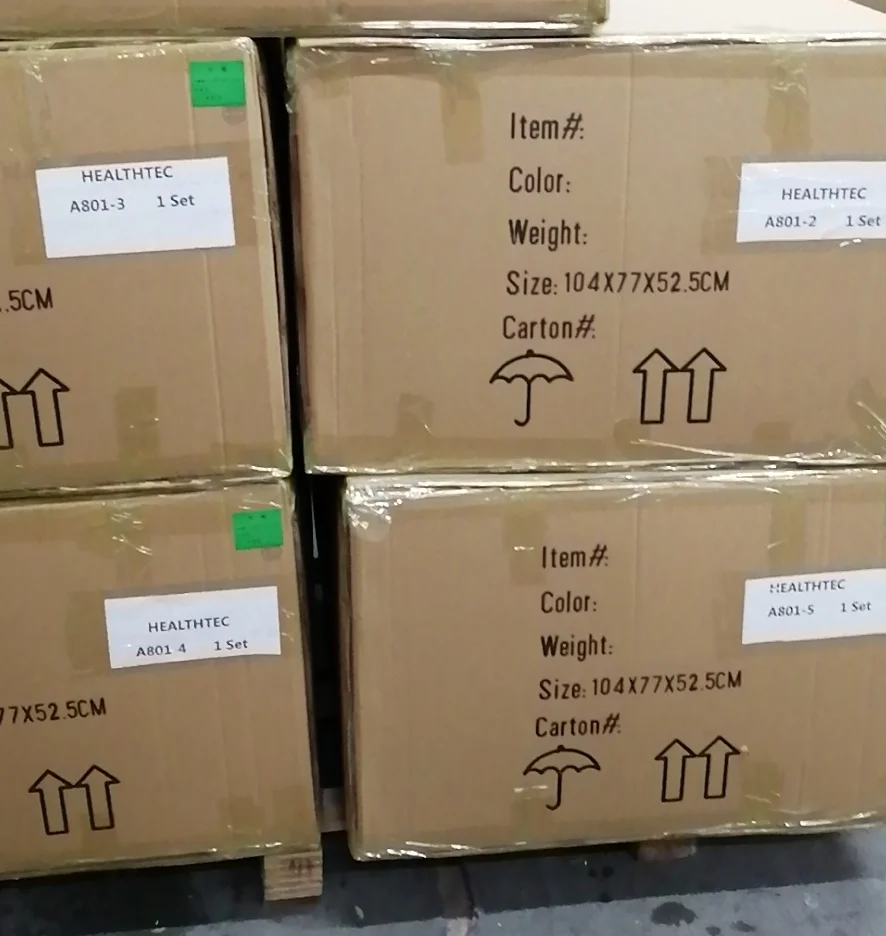 HEALTHTEC
A801-3 1 Set
.5CM
Item#:
Color:
Weight:
Size: 104X77X52.5CM
Carton#:
HEALTHTEC
A801-2 1 Set
HEALTHTEC
A801 4 1 Set
77X52.5CM
Item#:
Color:
Weight:
Size: 104X77X52.5CM
Carton#:
HEALTHTEC
A801-5 1 Set